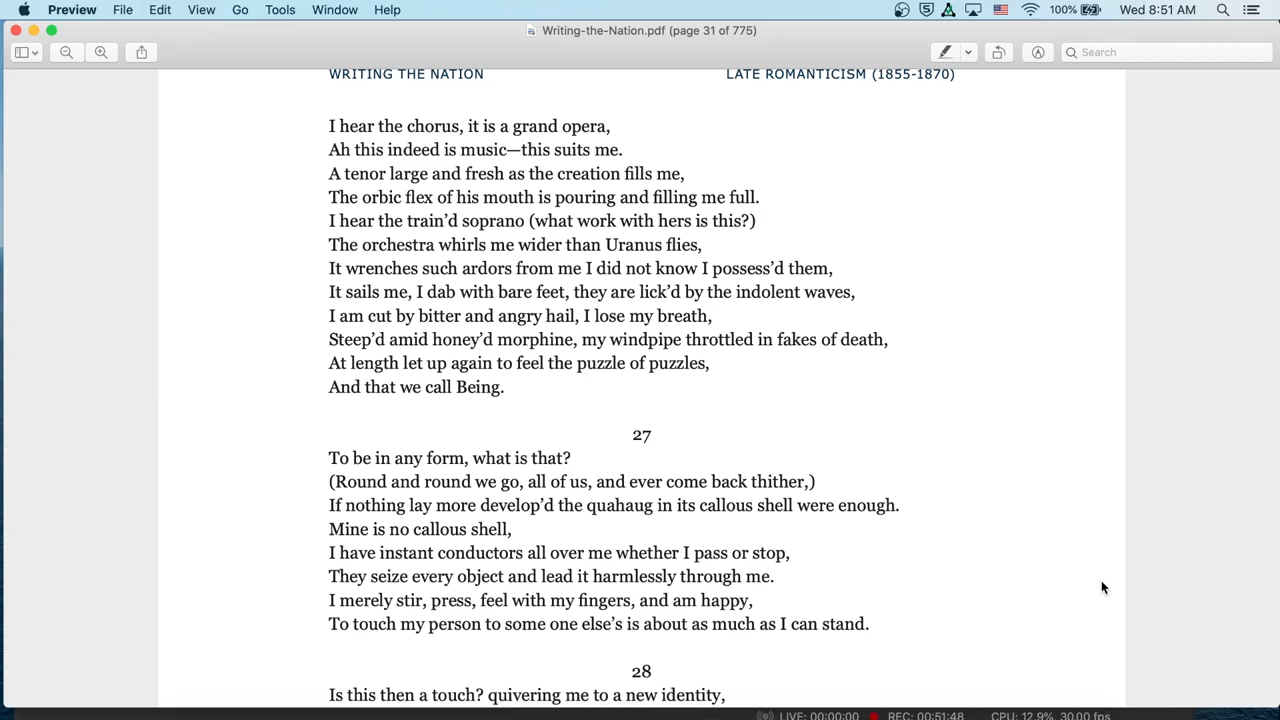 Preview File Edit View Go Tools Window Help 100% Wed 8:51 AM
Writing-the-Nation.pdf (page 31 of 775)
Search
WRITING THE NATION LATE ROMANTICISM (1855-1870)
I hear the chorus, it is a grand opera,
Ah this indeed is music—this suits me.
A tenor large and fresh as the creation fills me,
The orbic flex of his mouth is pouring and filling me full.
I hear the train’d soprano (what work with hers is this?)
The orchestra whirls me wider than Uranus flies,
It wrenches such ardors from me I did not know I possess’d them,
It sails me, I dab with bare feet, they are lick’d by the indolent waves,
I am cut by bitter and angry hail, I lose my breath,
Steep’d amid honey’d morphine, my windpipe throttled in fakes of death,
At length let up again to feel the puzzle of puzzles,
And that we call Being.
27
To be in any form, what is that?
(Round and round we go, all of us, and ever come back thither,)
If nothing lay more develop’d the quahaug in its callous shell were enough.
Mine is no callous shell,
I have instant conductors all over me whether I pass or stop,
They seize every object and lead it harmlessly through me.
I merely stir, press, feel with my fingers, and am happy,
To touch my person to some one else’s is about as much as I can stand.
28
Is this then a touch? quivering me to a new identity,
LIVE: 00:00:00 REC: 00:51:48 CPU: 12.9%, 30.00 fps